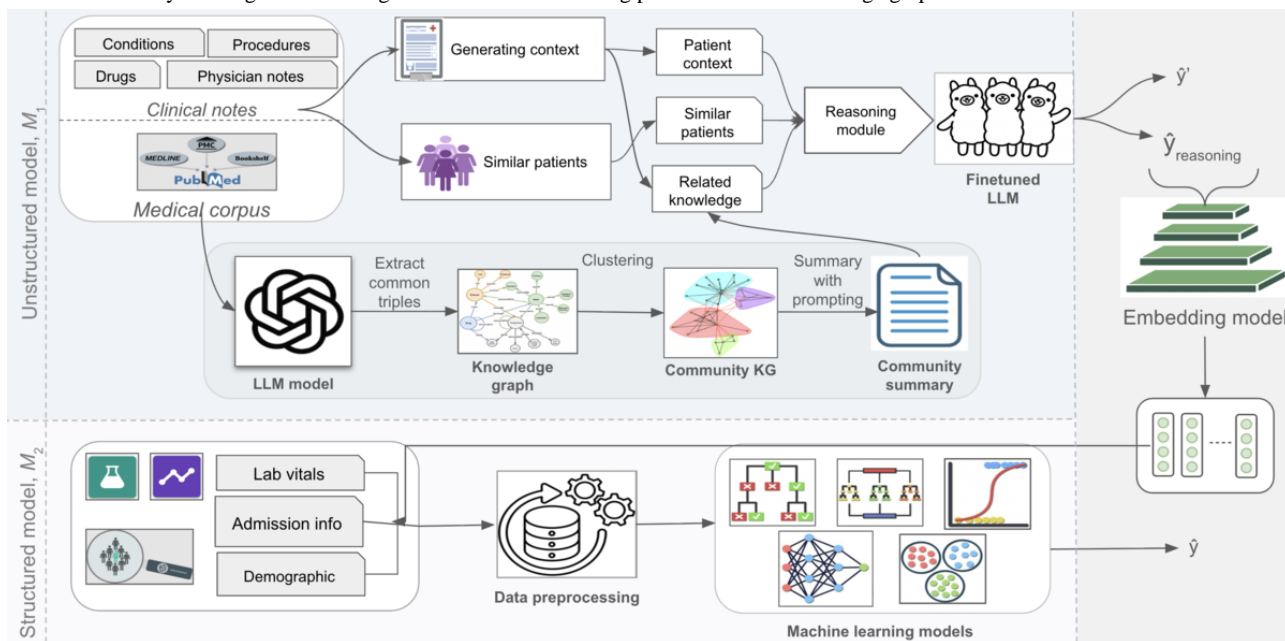 Conditions
Procedures
Drugs
Physician notes
Clinical notes
MEDLINE
PMC
Bookshelf
PubMed
Medical corpus
Unstructured model, M1
Generating context
Similar patients
Patient
context
Similar
patients
Related
knowledge
Reasoning
module
Finetuned
LLM
ŷ'
ŷreasoning
Embedding model
LLM model
Extract
common
triples
Knowledge
graph
Clustering
Community KG
Summary
with
prompting
Community
summary
Structured model, M2
Lab vitals
Admission info
Demographic
Data preprocessing
Machine learning models
ŷ